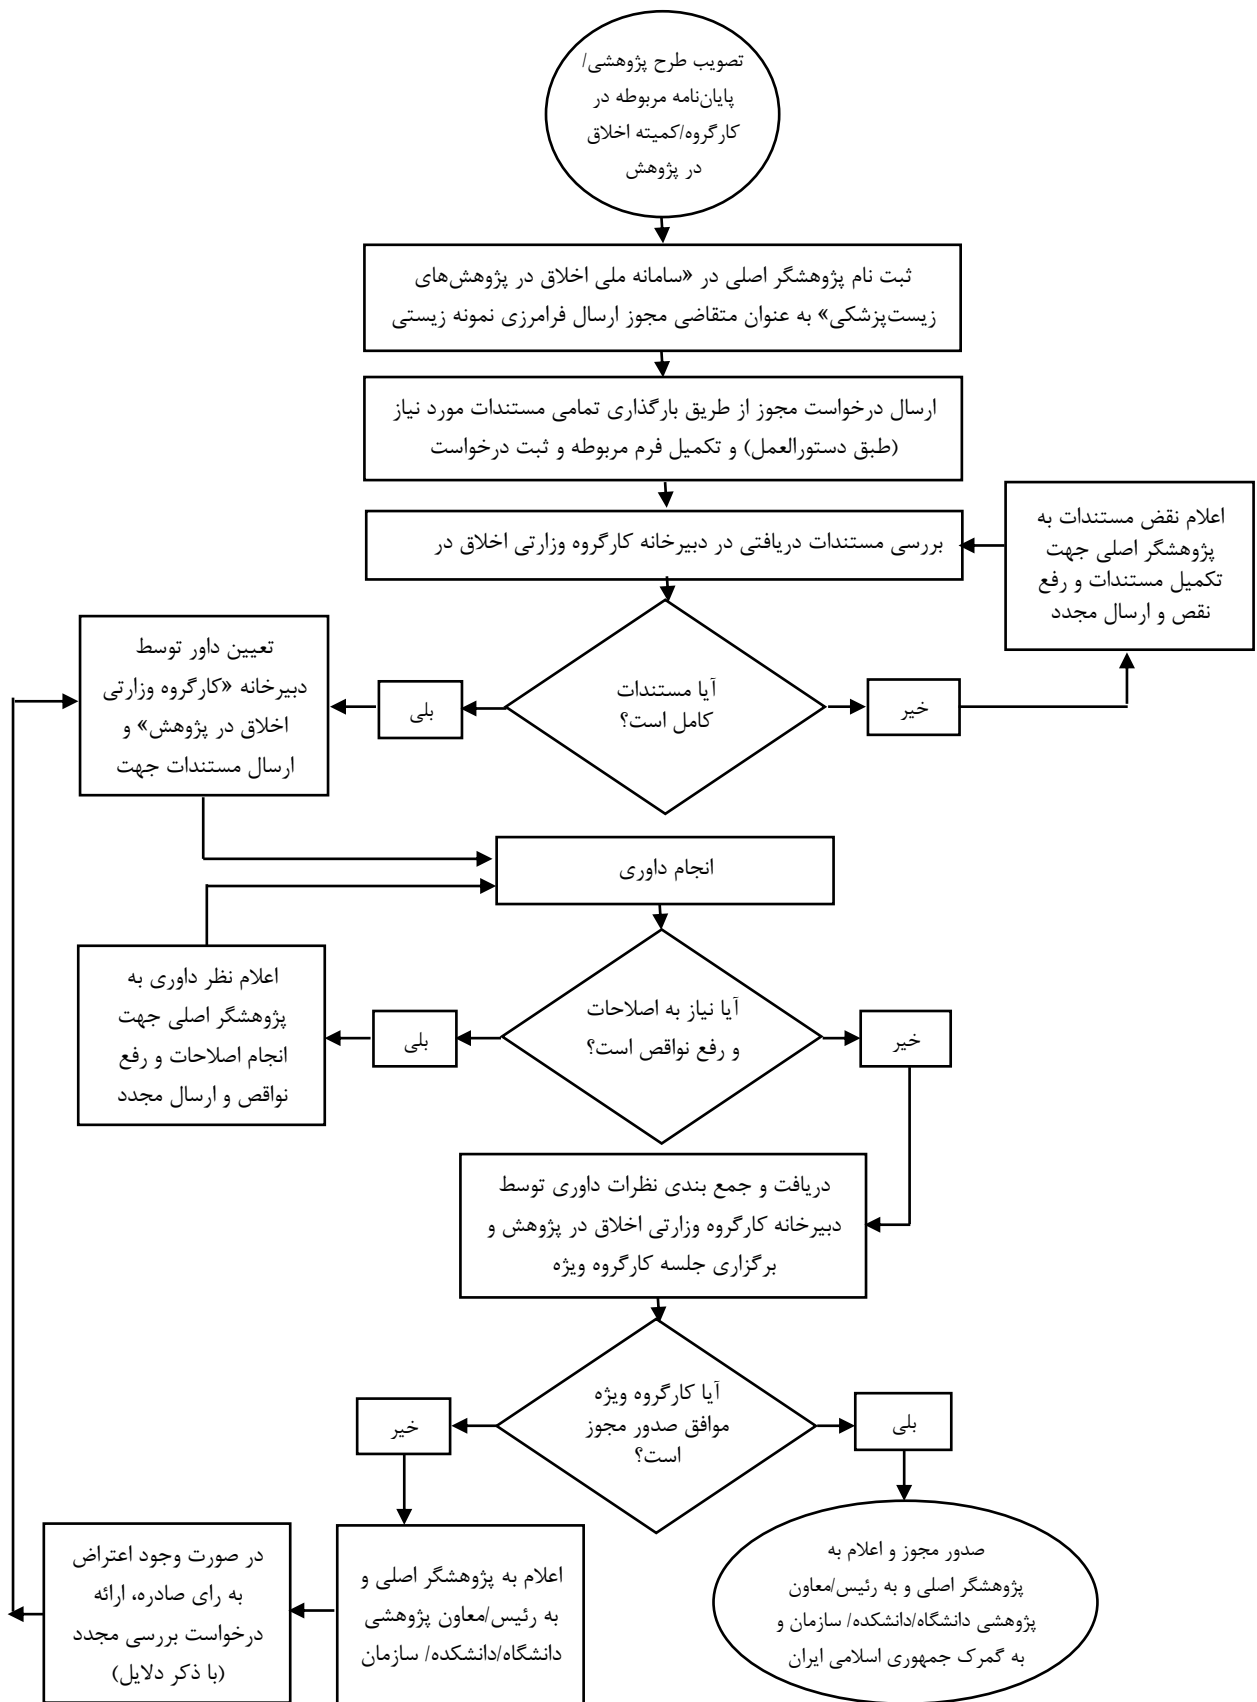 تصویب طرح پژوهشی/
پایان‌نامه مربوطه در
کارگروه/کمیته اخلاق
در پژوهش
ثبت نام پژوهشگر اصلی در «سامانه ملی اخلاق در پژوهش‌های
زیست‌پزشکی» به عنوان متقاضی مجوز ارسال فرامرزی نمونه زیستی
ارسال درخواست مجوز از طریق بارگذاری تمامی مستندات مورد نیاز
(طبق دستورالعمل) و تکمیل فرم مربوطه و ثبت درخواست
بررسی مستندات دریافتی در دبیرخانه کارگروه وزارتی اخلاق در
اعلام نقض مستندات به
پژوهشگر اصلی جهت
تکمیل مستندات و رفع
نقص و ارسال مجدد
آیا مستندات
کامل است؟
خیر
بلی
تعیین داور توسط
دبیرخانه «کارگروه وزارتی
اخلاق در پژوهش» و
ارسال مستندات جهت
انجام داوری
آیا نیاز به اصلاحات
و رفع نواقص است؟
خیر
بلی
اعلام نظر داوری به
پژوهشگر اصلی جهت
انجام اصلاحات و رفع
نواقص و ارسال مجدد
دریافت و جمع بندی نظرات داوری توسط
دبیرخانه کارگروه وزارتی اخلاق در پژوهش و
برگزاری جلسه کارگروه ویژه
آیا کارگروه ویژه
موافق صدور مجوز
است؟
بلی
خیر
صدور مجوز و اعلام به
پژوهشگر اصلی و به رئیس/معاون
پژوهشی دانشگاه/دانشکده/ سازمان و
به گمرک جمهوری اسلامی ایران
اعلام به پژوهشگر اصلی و
به رئیس/معاون پژوهشی
دانشگاه/دانشکده/ سازمان
در صورت وجود اعتراض
به رای صادره، ارائه
درخواست بررسی مجدد
(با ذکر دلایل)